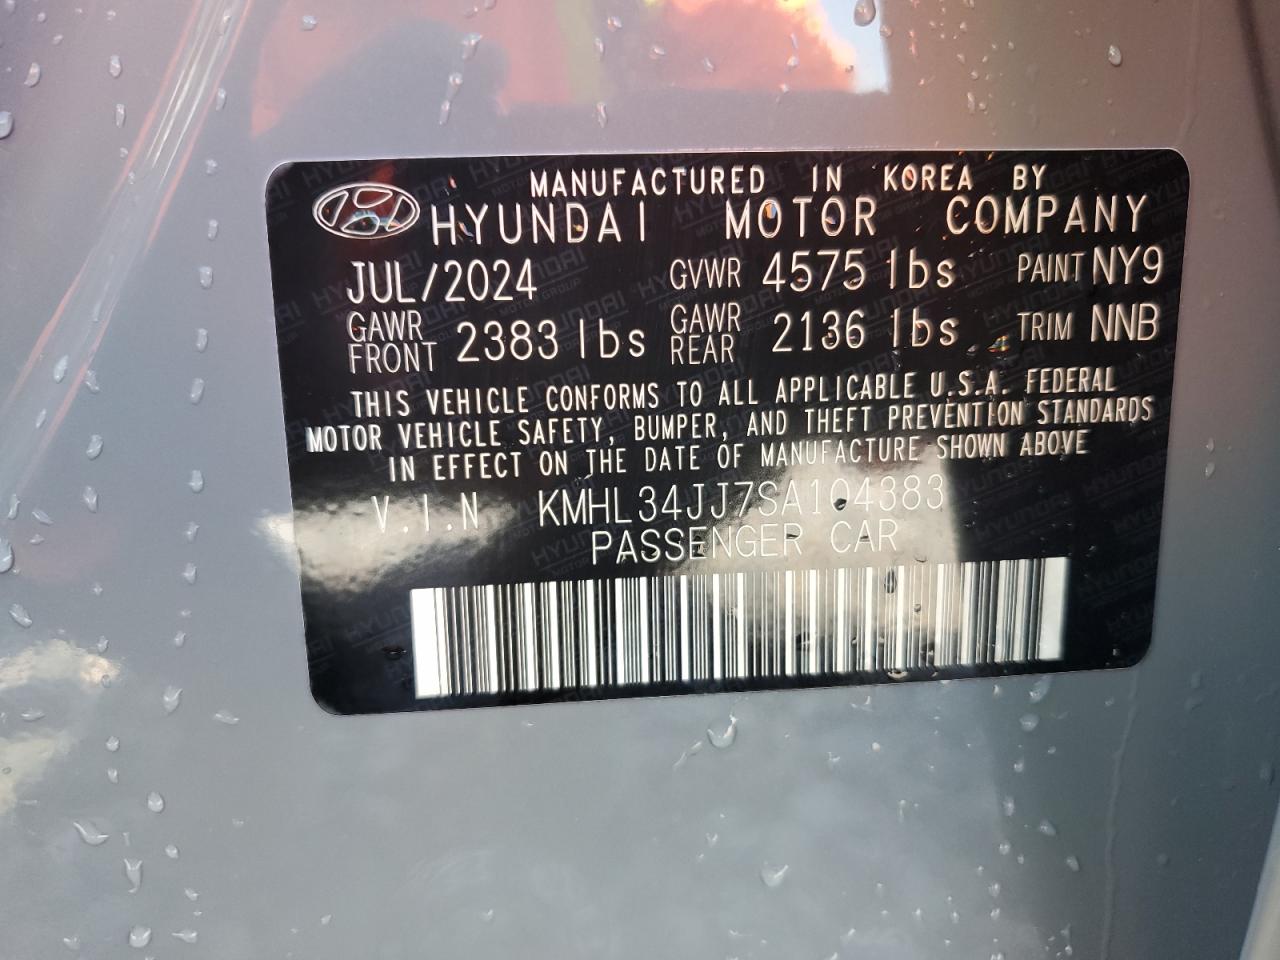 MANUFACTURED IN KOREA BY
HYUNDAI MOTOR COMPANY
JUL/2024 GVWR 4575 lbs PAINT NY9
GAWR FRONT 2383 lbs GAWR REAR 2136 lbs TRIM NNB
THIS VEHICLE CONFORMS TO ALL APPLICABLE U.S.A. FEDERAL
MOTOR VEHICLE SAFETY, BUMPER, AND THEFT PREVENTION STANDARDS
IN EFFECT ON THE DATE OF MANUFACTURE SHOWN ABOVE
V.I.N KMHL34JJ7SA104383
PASSENGER CAR